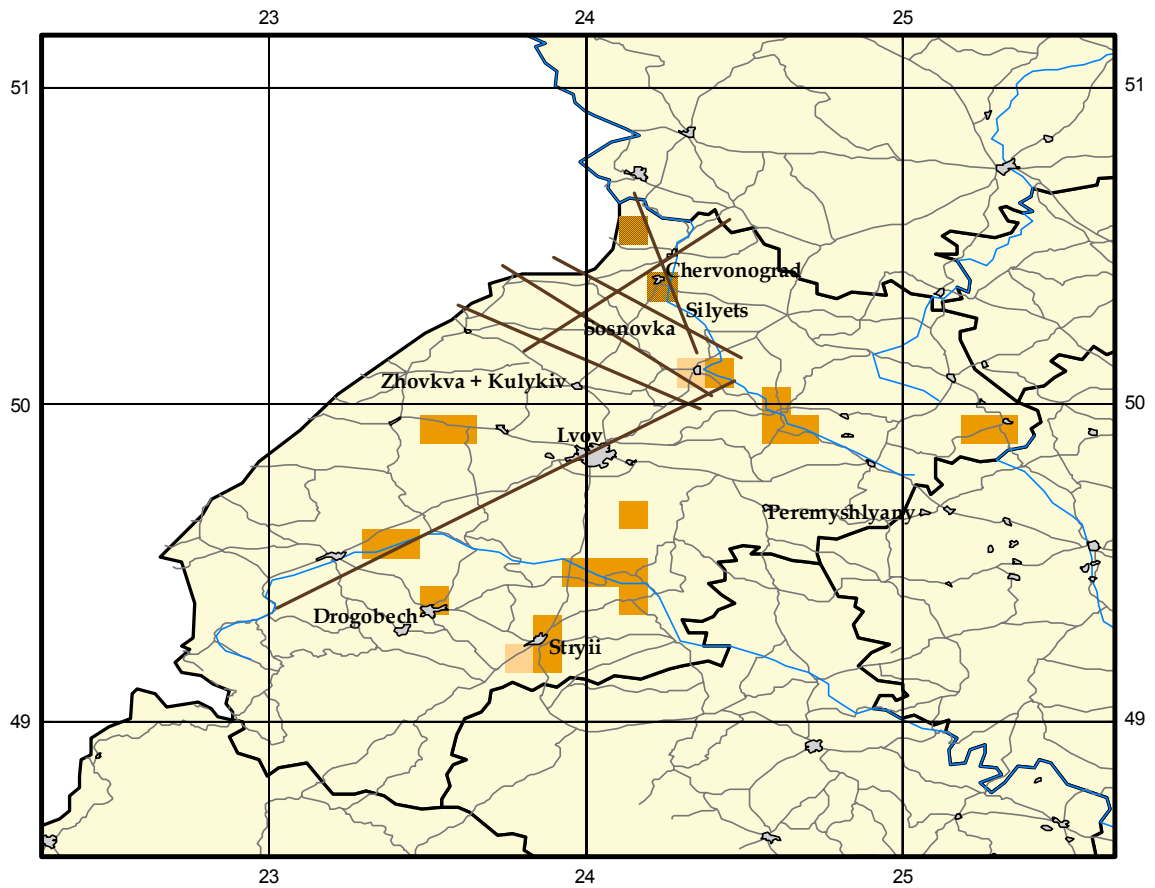 23 24 25
51 51
Chervonograd
Silyets
Sosnovka
Zhovkva + Kulykiv
50 50
Lvov
Peremyshlyany
Drogobech
Stryii
49 49
23 24 25